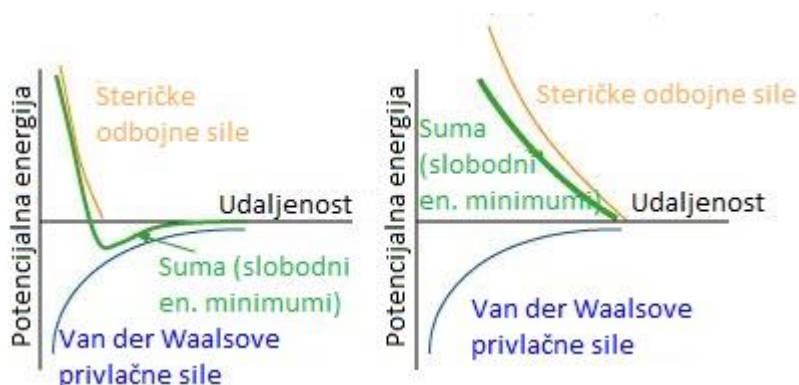 Potencijalna energija
Steričke
odbojne sile
Udaljenost
Suma (slobodni
en. minimumi)
Van der Waalsove
privlačne sile
Potencijalna energija
Steričke odbojne sile
Suma
(slobodni
en. minimumi)
Udaljenost
Van der Waalsove
privlačne sile